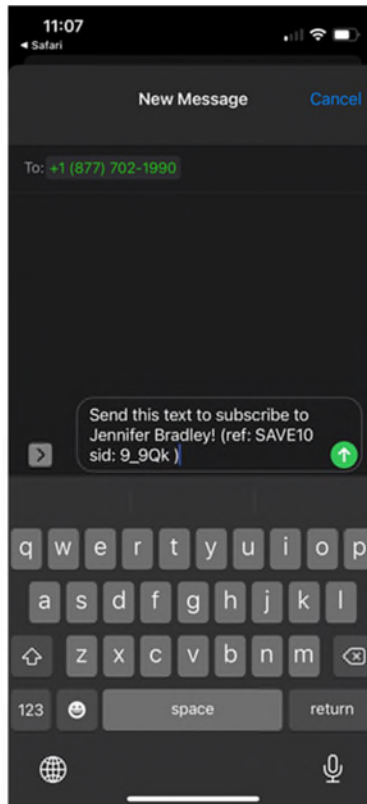 11:07
◄ Safari
New Message
Cancel
To: +1 (877) 702-1990
Send this text to subscribe to
Jennifer Bradley! (ref: SAVE10
sid: 9_9Qk )
q w e r t y u i o p
a s d f g h j k l
z x c v b n m
123 space return